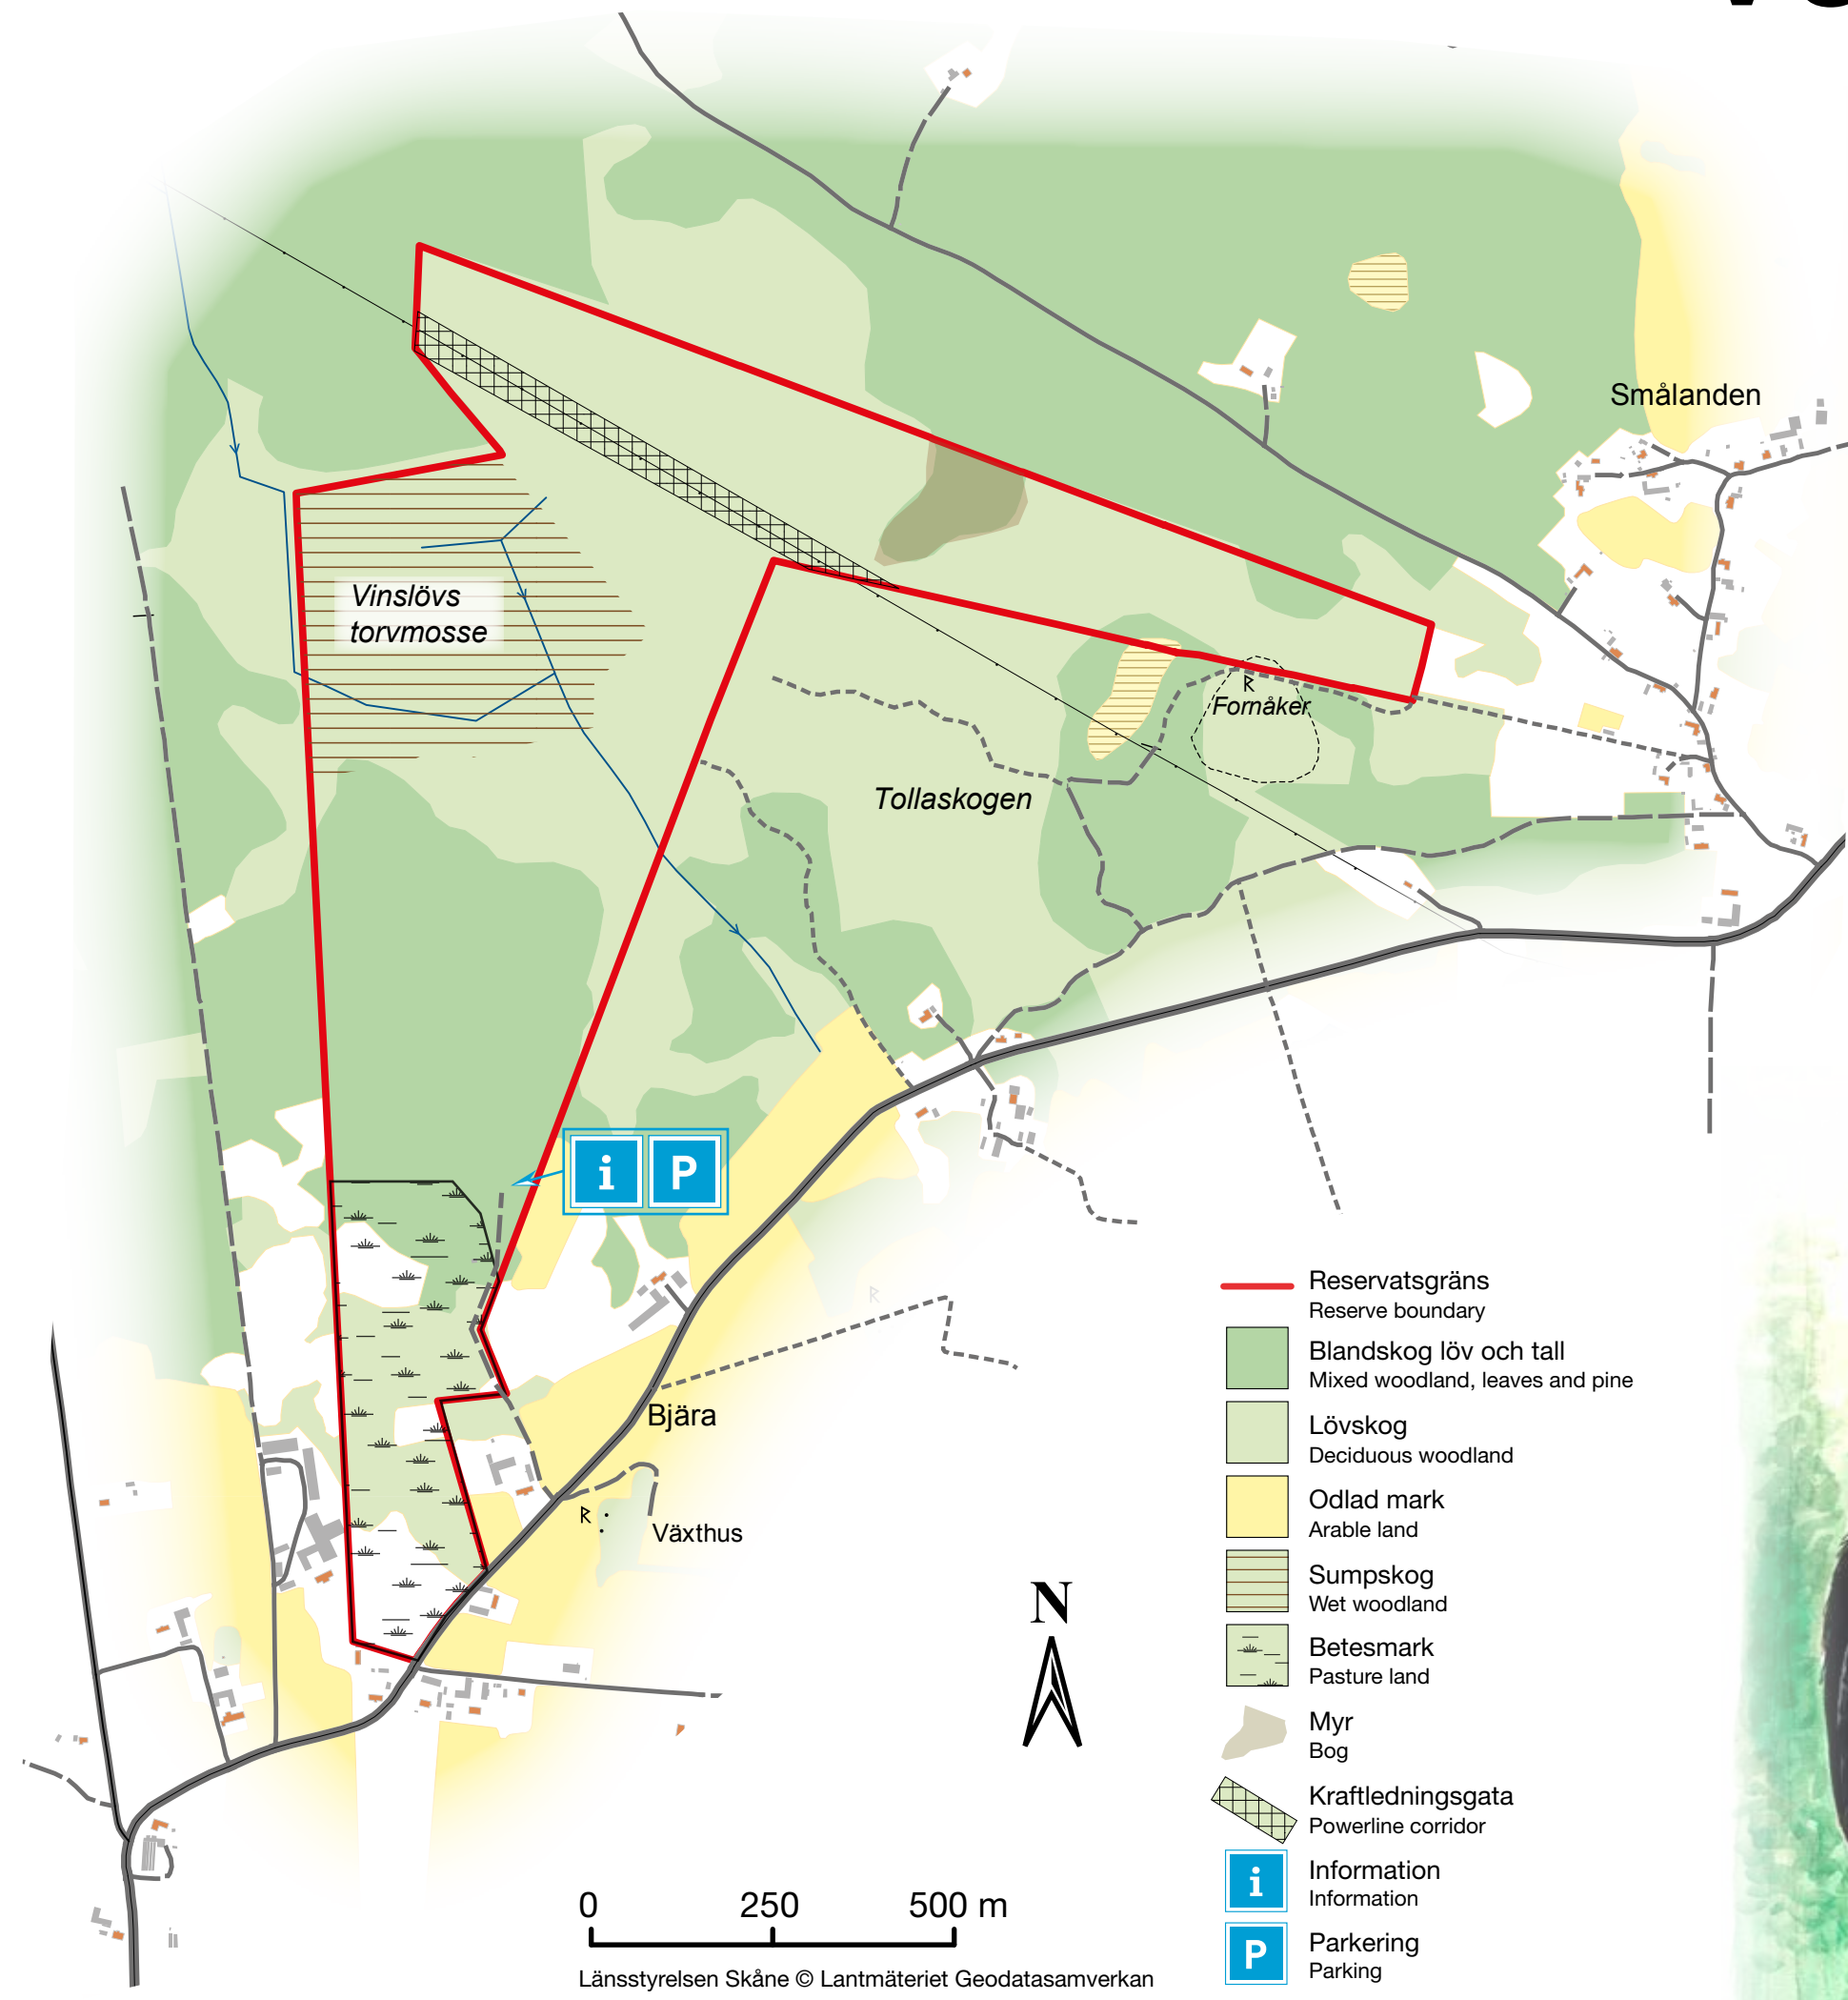 Smålanden
Vinslövs
torvmosse
R
Fornåker
Tollaskogen
i P
R
Bjära
R
Växthus
N
Reservatsgräns
Reserve boundary
Blandskog löv och tall
Mixed woodland, leaves and pine
Lövskog
Deciduous woodland
Odlad mark
Arable land
Sumpskog
Wet woodland
Betesmark
Pasture land
Myr
Bog
Kraftledningsgata
Powerline corridor
i
Information
Information
P
Parkering
Parking
0 250 500 m
Länsstyrelsen Skåne © Lantmäteriet Geodatasamverkan